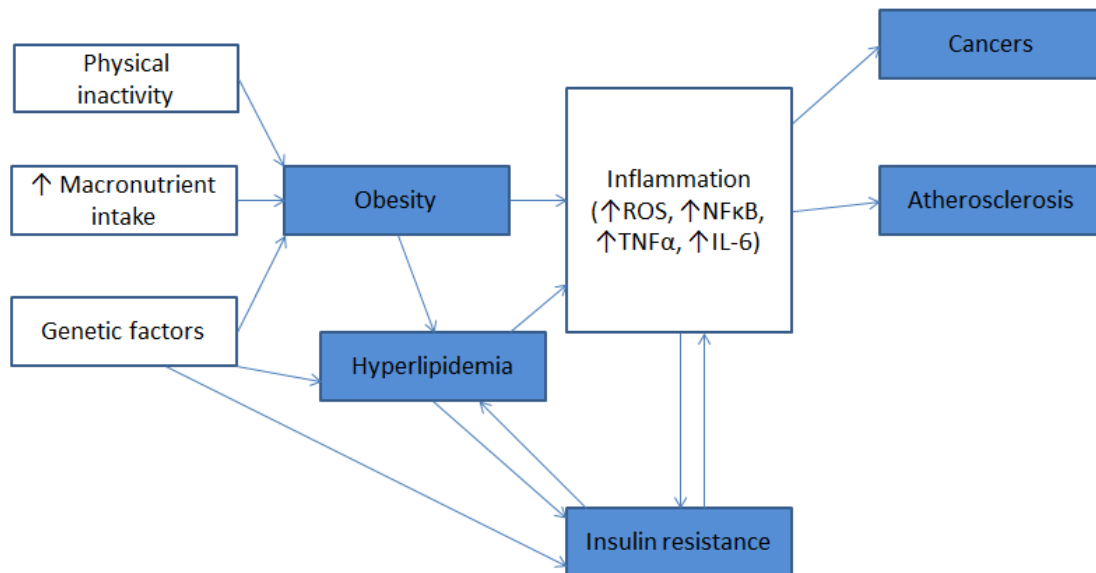 Physical
inactivity
↑ Macronutrient
intake
Genetic factors
Obesity
Hyperlipidemia
Inflammation
(↑ROS, ↑NFκB,
↑TNFα, ↑IL-6)
Insulin resistance
Cancers
Atherosclerosis